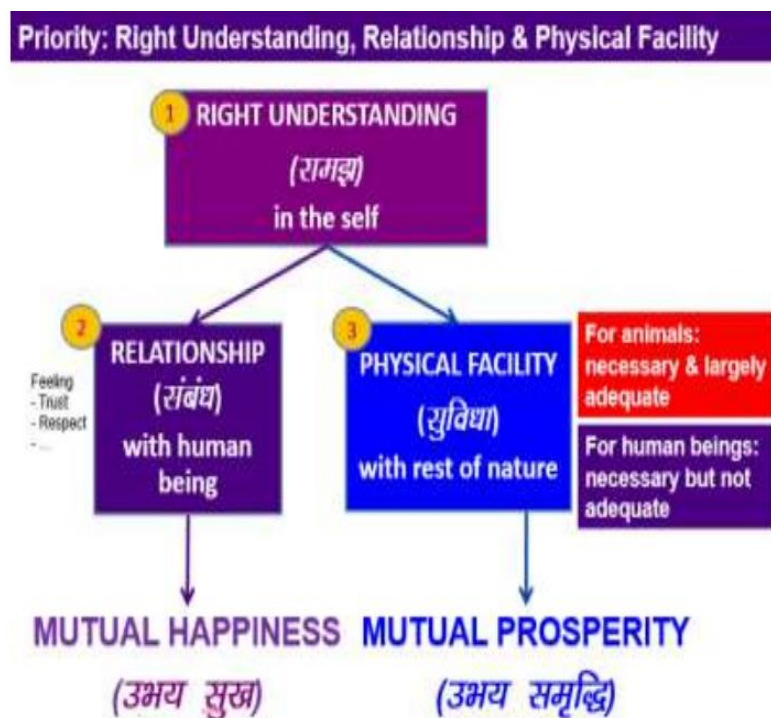 Priority: Right Understanding, Relationship & Physical Facility
1
RIGHT UNDERSTANDING
(रामझ)
in the self
2
RELATIONSHIP
(संबंध)
with human
being
Feeling
- Trust
- Respect
- ...
3
PHYSICAL FACILITY
(सुविधा)
with rest of nature
For animals:
necessary & largely
adequate
For human beings:
necessary but not
adequate
MUTUAL HAPPINESS
(उभय सुख)
MUTUAL PROSPERITY
(उभय समृद्धि)